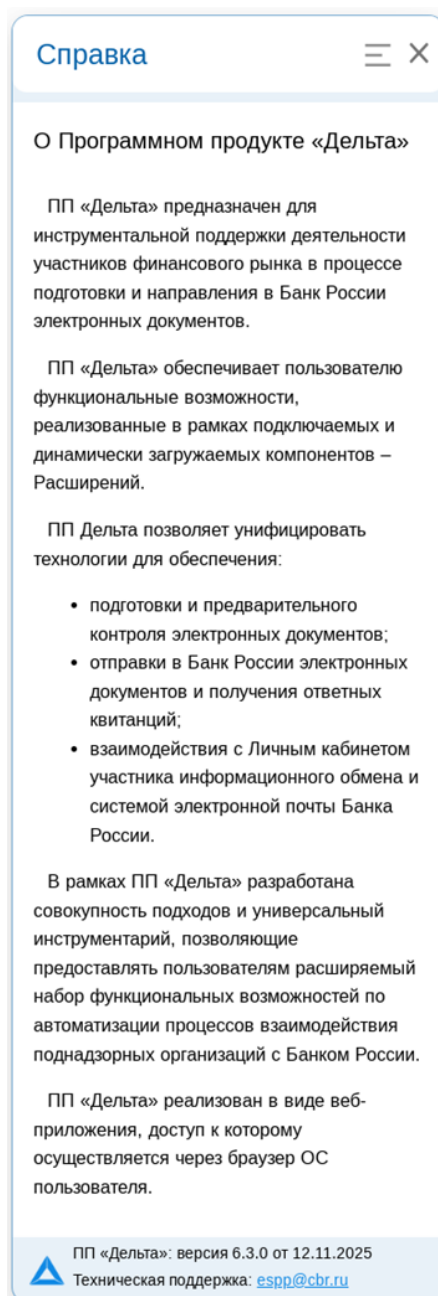 Справка
О Программном продукте «Дельта»
ПП «Дельта» предназначен для
инструментальной поддержки деятельности
участников финансового рынка в процессе
подготовки и направления в Банк России
электронных документов.
ПП «Дельта» обеспечивает пользователю
функциональные возможности,
реализованные в рамках подключаемых и
динамически загружаемых компонентов –
Расширений.
ПП Дельта позволяет унифицировать
технологии для обеспечения:
• подготовки и предварительного
контроля электронных документов;
• отправки в Банк России электронных
документов и получения ответных
квитанций;
• взаимодействия с Личным кабинетом
участника информационного обмена и
системой электронной почты Банка
России.
В рамках ПП «Дельта» разработана
совокупность подходов и универсальный
инструментарий, позволяющие
предоставлять пользователям расширяемый
набор функциональных возможностей по
автоматизации процессов взаимодействия
поднадзорных организаций с Банком России.
ПП «Дельта» реализован в виде веб-
приложения, доступ к которому
осуществляется через браузер ОС
пользователя.
ПП «Дельта»: версия 6.3.0 от 12.11.2025
Техническая поддержка: espp@cbr.ru